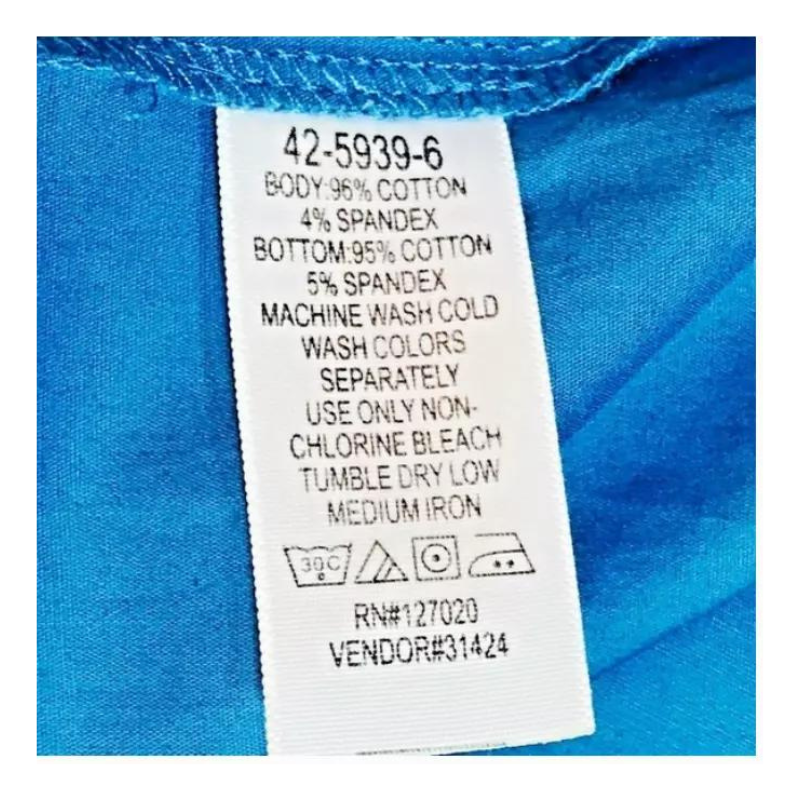 42-5939-6
BODY:96% COTTON
4% SPANDEX
BOTTOM:95% COTTON
5% SPANDEX
MACHINE WASH COLD
WASH COLORS
SEPARATELY
USE ONLY NON-
CHLORINE BLEACH
TUMBLE DRY LOW
MEDIUM IRON
30C
RN#127020
VENDOR#31424